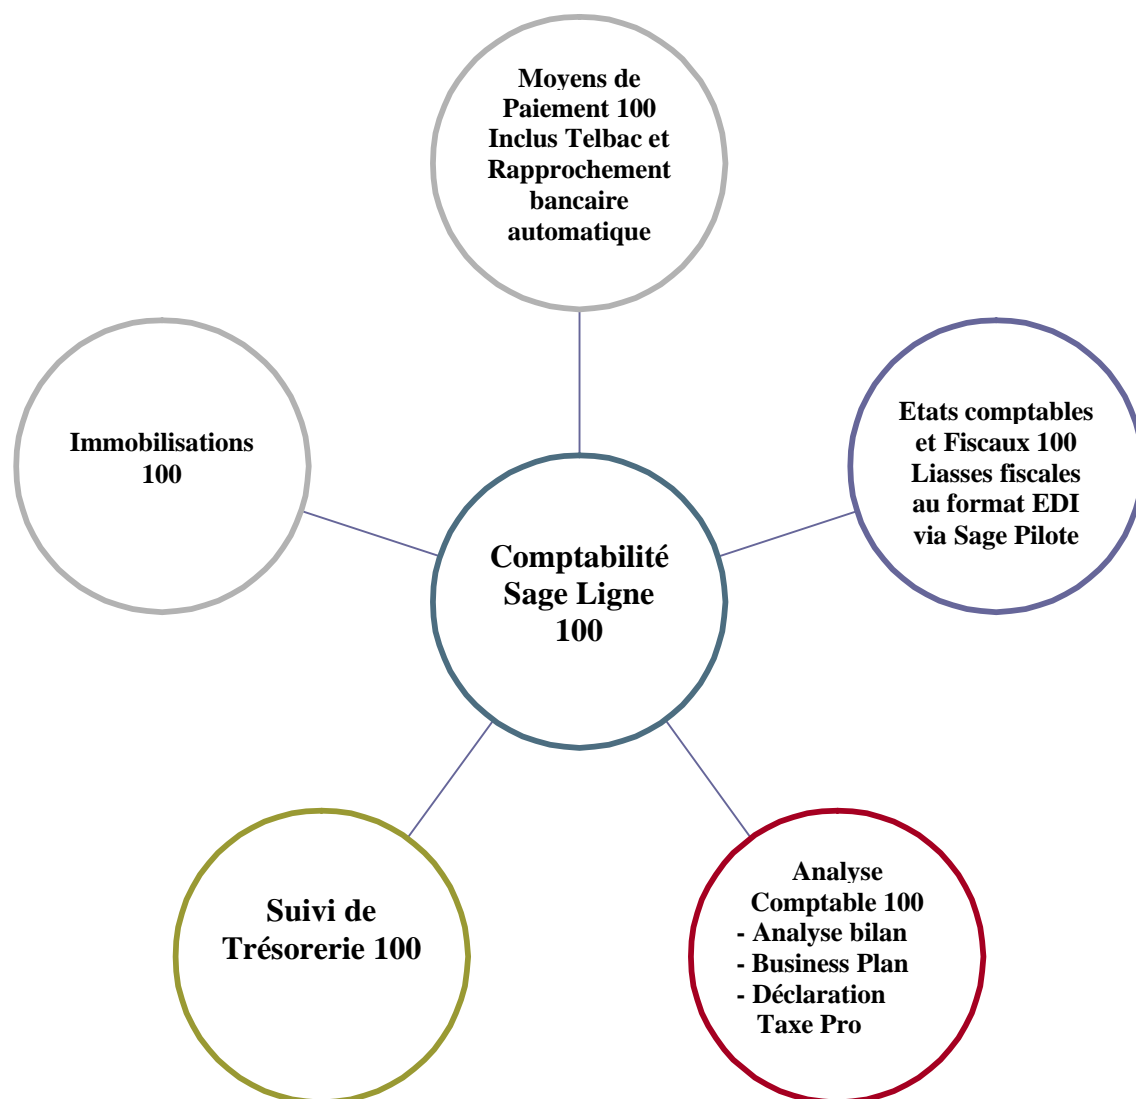 Moyens de
Paiement 100
Inclus Telbac et
Rapprochement
bancaire
automatique
Immobilisations
100
Etats comptables
et Fiscaux 100
Liasses fiscales
au format EDI
via Sage Pilote
Comptabilité
Sage Ligne
100
Suivi de
Trésorerie 100
Analyse
Comptable 100
- Analyse bilan
- Business Plan
- Déclaration
Taxe Pro